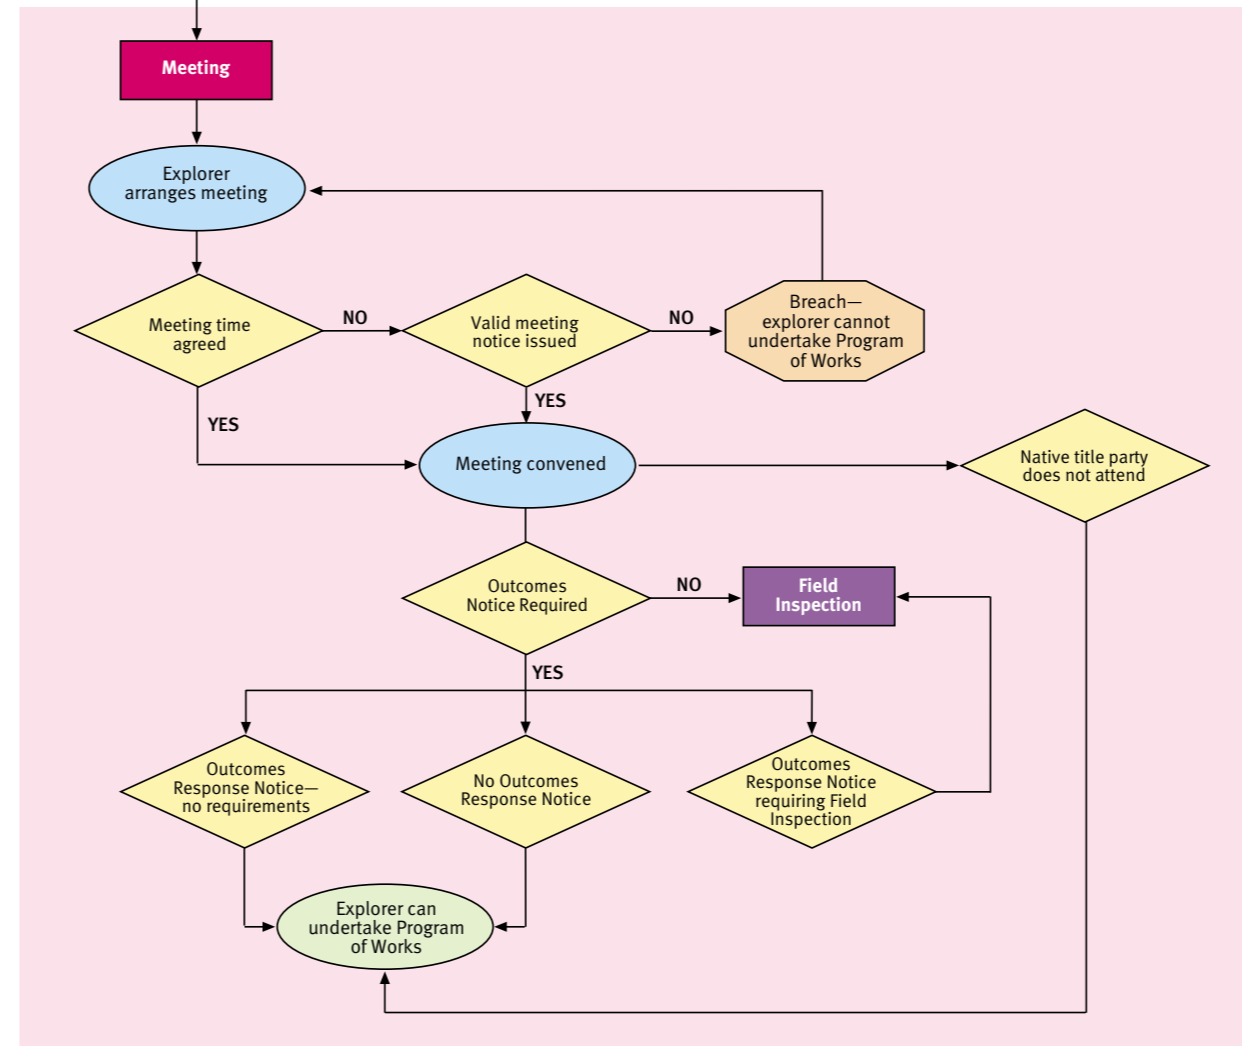 Meeting
Explorer
arranges meeting
Meeting time
agreed
NO
Valid meeting
notice issued
NO
Breach—
explorer cannot
undertake Program
of Works
YES
YES
Meeting convened
Native title party
does not attend
Outcomes
Notice Required
NO
Field
Inspection
YES
Outcomes
Response Notice—
no requirements
No Outcomes
Response Notice
Outcomes
Response Notice
requiring Field
Inspection
Explorer can
undertake Program
of Works